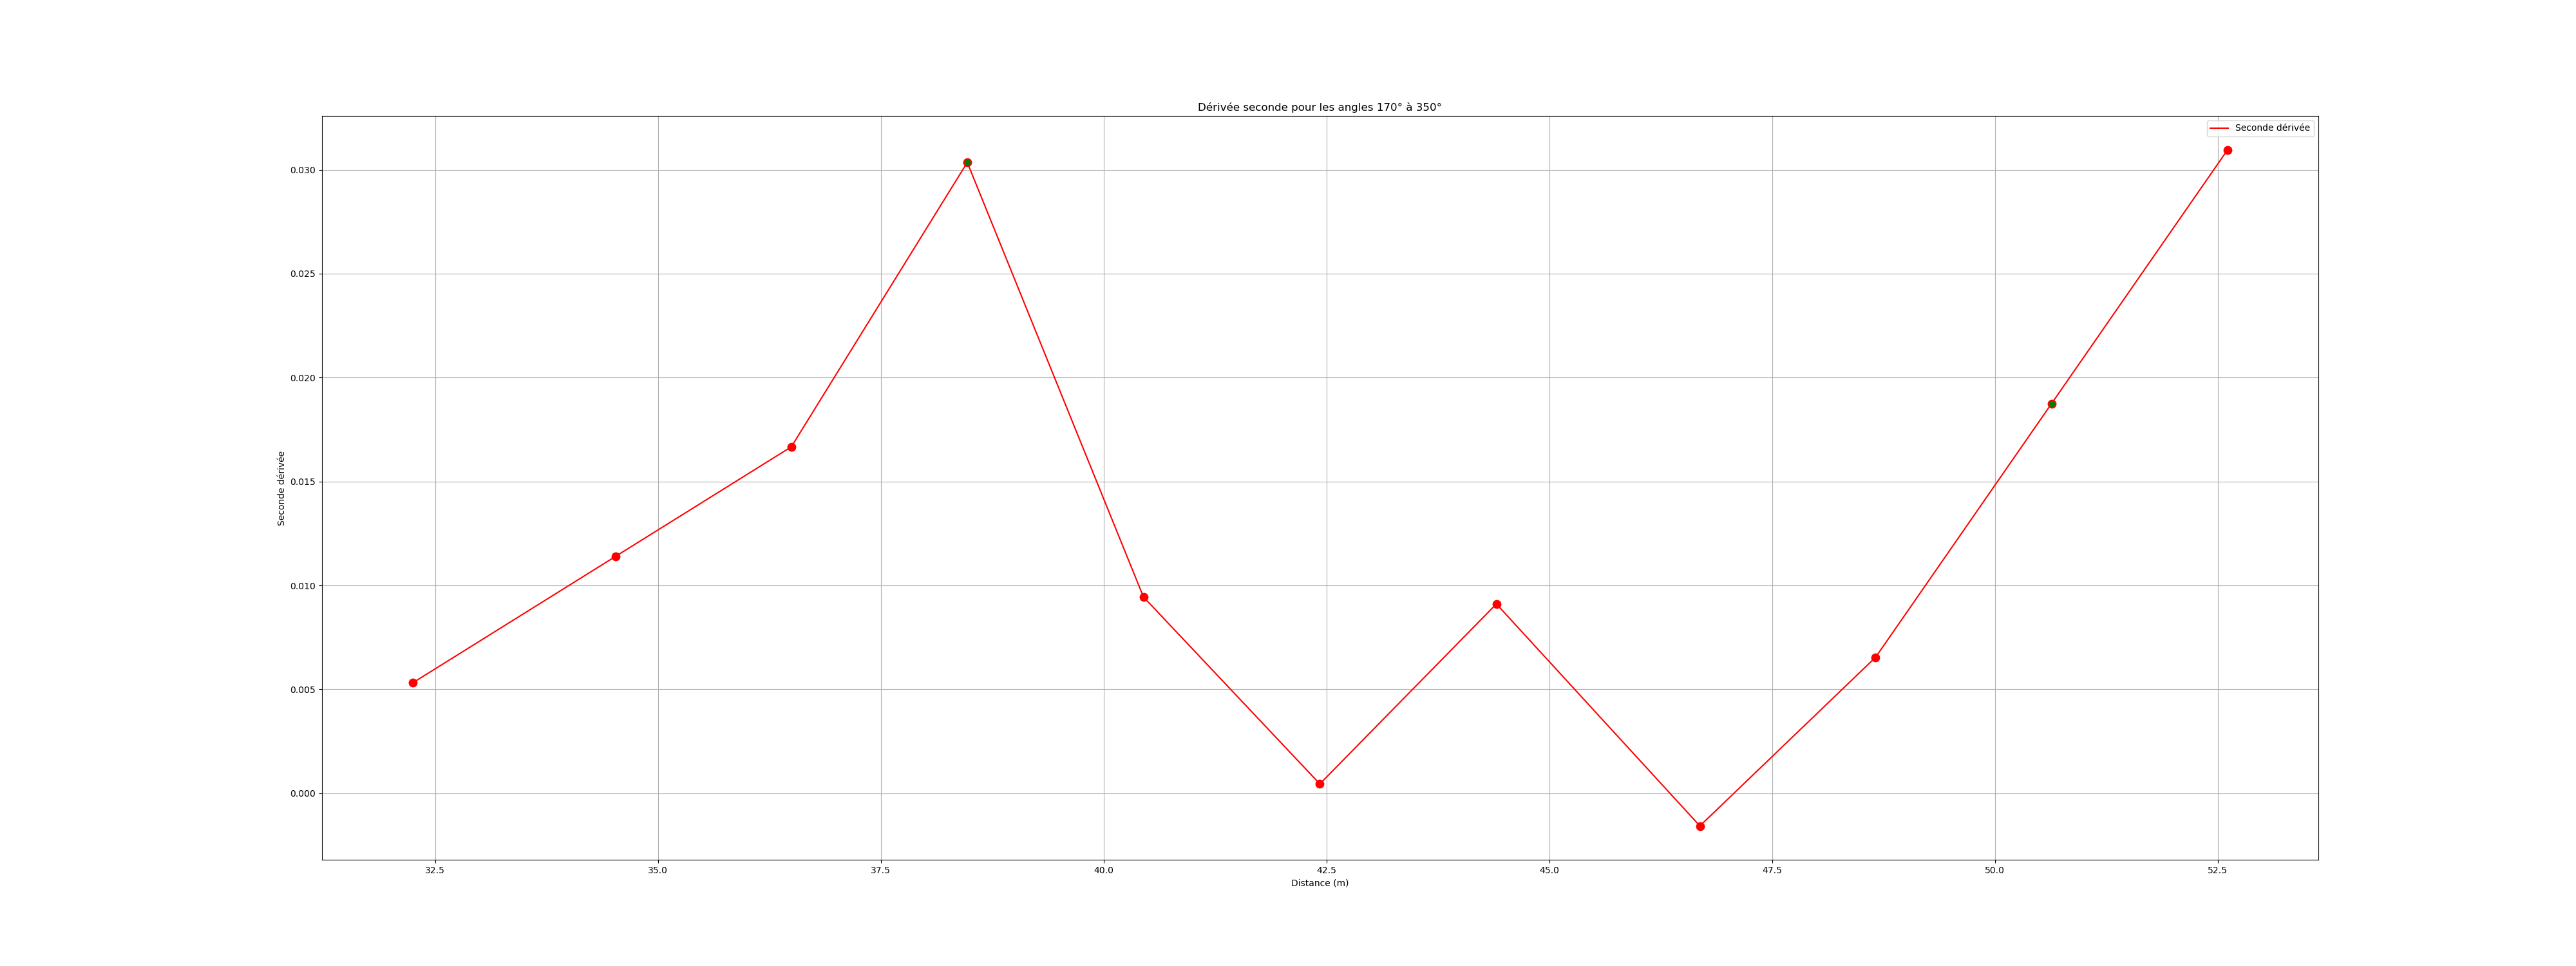 Dérivée seconde pour les angles 170° à 350°
Seconde dérivée
0.030
0.025
0.020
0.015
0.010
0.005
0.000
Seconde dérivée
32.5 35.0 37.5 40.0 42.5 45.0 47.5 50.0 52.5
Distance (m)